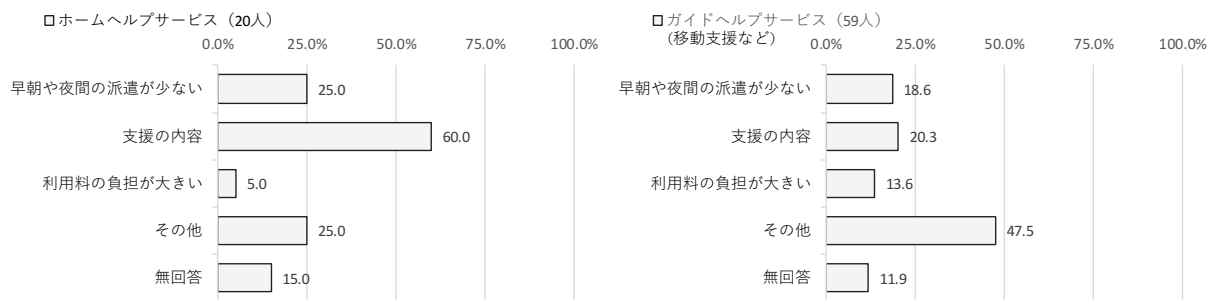 □ホームヘルプサービス（20人）
0.0% 25.0% 50.0% 75.0% 100.0%
早朝や夜間の派遣が少ない 25.0
支援の内容 60.0
利用料の負担が大きい 5.0
その他 25.0
無回答 15.0
□ガイドヘルプサービス（59人）
（移動支援など）
0.0% 25.0% 50.0% 75.0% 100.0%
早朝や夜間の派遣が少ない 18.6
支援の内容 20.3
利用料の負担が大きい 13.6
その他 47.5
無回答 11.9